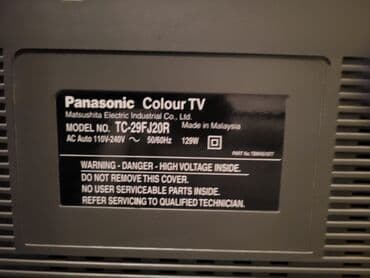 Panasonic Colour TV
Matsushita Electric Industrial Co., Ltd.
MODEL NO. TC-29FJ20R Made in Malaysia
AC Auto 110V-240V ~ 50/60Hz 129W
PART No.
WARNING - DANGER - HIGH VOLTAGE INSIDE.
DO NOT REMOVE THIS COVER.
NO USER SERVICEABLE PARTS INSIDE.
REFER SERVICING TO QUALIFIED TECHNICIAN.